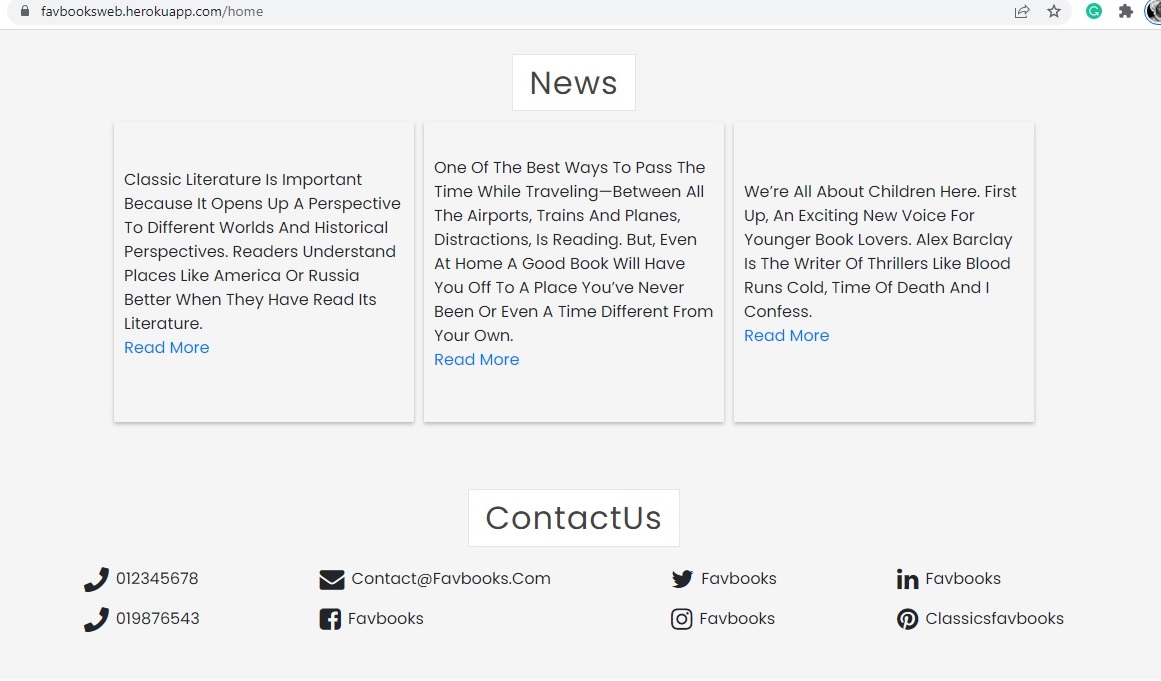 favbooksweb.herokuapp.com/home
News
Classic Literature Is Important
Because It Opens Up A Perspective
To Different Worlds And Historical
Perspectives. Readers Understand
Places Like America Or Russia
Better When They Have Read Its
Literature.
Read More
One Of The Best Ways To Pass The
Time While Traveling—Between All
The Airports, Trains And Planes,
Distractions, Is Reading. But, Even
At Home A Good Book Will Have
You Off To A Place You’ve Never
Been Or Even A Time Different From
Your Own.
Read More
We’re All About Children Here. First
Up, An Exciting New Voice For
Younger Book Lovers. Alex Barclay
Is The Writer Of Thrillers Like Blood
Runs Cold, Time Of Death And I
Confess.
Read More
ContactUs
012345678
Contact@Favbooks.Com
Favbooks
Favbooks
019876543
Favbooks
Favbooks
Classicsfavbooks